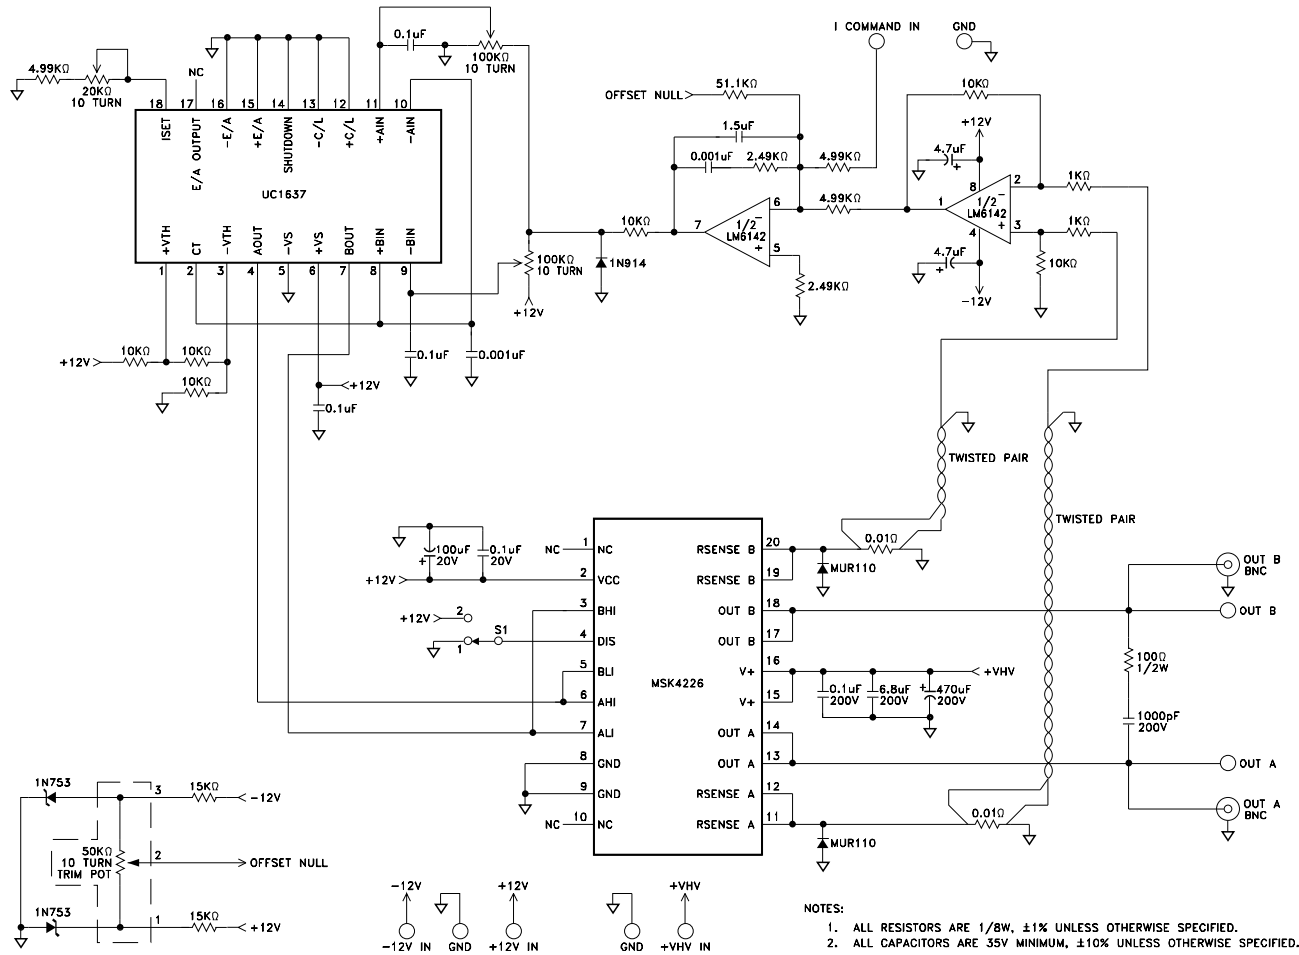 I COMMAND IN
GND
4.99KΩ
20KΩ
10 TURN
NC
0.1uF
100KΩ
10 TURN
OFFSET NULL
51.1KΩ
10KΩ
+12V
4.7uF
+
1.5uF
0.001uF
2.49KΩ
4.99KΩ
18 17 16 15 14 13 12 11 10
ISET
E/A OUTPUT
-E/A
+E/A
SHUTDOWN
-C/L
+C/L
+AIN
-AIN
UC1637
+VTH
CT
-VTH
AOUT
-VS
+VS
BOUT
+BIN
-BIN
1 2 3 4 5 6 7 8 9
10KΩ
7
1/2
LM6142
-
+
6
5
4.99KΩ
2.49KΩ
1
8
1/2
LM6142
-
+
4
2
3
1KΩ
1KΩ
10KΩ
4.7uF
+
-12V
1N914
100KΩ
10 TURN
+12V
+12V
10KΩ
10KΩ
10KΩ
0.1uF
0.001uF
+12V
0.1uF
TWISTED PAIR
TWISTED PAIR
100uF
20V
+
0.1uF
20V
+12V
+12V
2
S1
1
NC 1 NC
2 VCC
3 BHI
4 DIS
5 BLI
6 AHI
7 ALI
8 GND
9 GND
NC 10 NC
MSK4226
RSENSE B 20
RSENSE B 19
OUT B 18
OUT B 17
V+ 16
V+ 15
OUT A 14
OUT A 13
RSENSE A 12
RSENSE A 11
0.01Ω
MUR110
0.1uF
200V
6.8uF
200V
+
470uF
200V
+VHV
0.01Ω
MUR110
OUT B
BNC
OUT B
100Ω
1/2W
1000pF
200V
OUT A
OUT A
BNC
1N753
3
15KΩ
-12V
50KΩ
10 TURN
TRIM POT
2
OFFSET NULL
1N753
1
15KΩ
+12V
-12V
-12V IN
GND
+12V
+12V IN
GND
+VHV
+VHV IN
NOTES:
1. ALL RESISTORS ARE 1/8W, ±1% UNLESS OTHERWISE SPECIFIED.
2. ALL CAPACITORS ARE 35V MINIMUM, ±10% UNLESS OTHERWISE SPECIFIED.